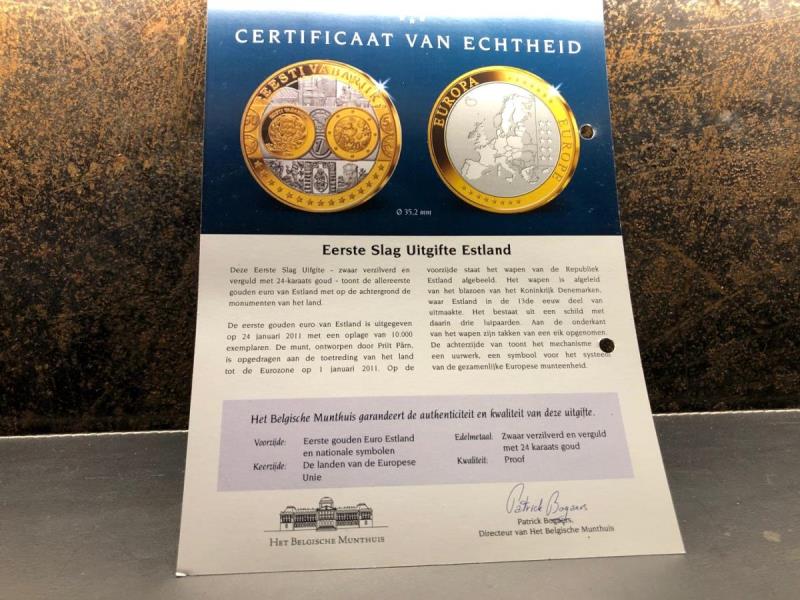 CERTIFICAAT VAN ECHTHEID
EESTI VABARIIK
EUROPA
EUROPE
Ø 35,2 mm
Eerste Slag Uitgifte Estland
Deze Eerste Slag Uifgite - zwaar verzilverd en
verguld met 24-karaats goud - toont de allereerste
gouden euro van Estland met op de achtergrond de
monumenten van het land.
De eerste gouden euro van Estland is uitgegeven
op 24 januari 2011 met een oplage van 10.000
exemplaren. De munt, ontworpen door Priit Pärn,
is opgedragen aan de toetreding van het land
tot de Eurozone op 1 januari 2011. Op de
voorzijde staat het wapen van de Republiek
Estland afgebeeld. Het wapen is afgeleid
van het blazoen van het Koninkrijk Denemarken,
waar Estland in de 13de eeuw deel van
uitmaakte. Het bestaat uit een schild met
daarin drie luipaarden. Aan de onderkant
van het wapen zijn takken van een eik opgenomen.
De achterzijde van toont het mechanisme
een uurwerk, een symbool voor het systeem
van de gezamenlijke Europese munteenheid.
Het Belgische Munthuis garandeert de authenticiteit en kwaliteit van deze uitgifte.
Voorzijde: Eerste gouden Euro Estland
en nationale symbolen
Keerzijde: De landen van de Europese
Unie
Edelmetaal: Zwaar verzilverd en verguld
met 24 karaats goud
Kwaliteit: Proof
HET BELGISCHE MUNTHUIS
Patrick Bogaers
Patrick Bogaers,
Directeur van Het Belgische Munthuis